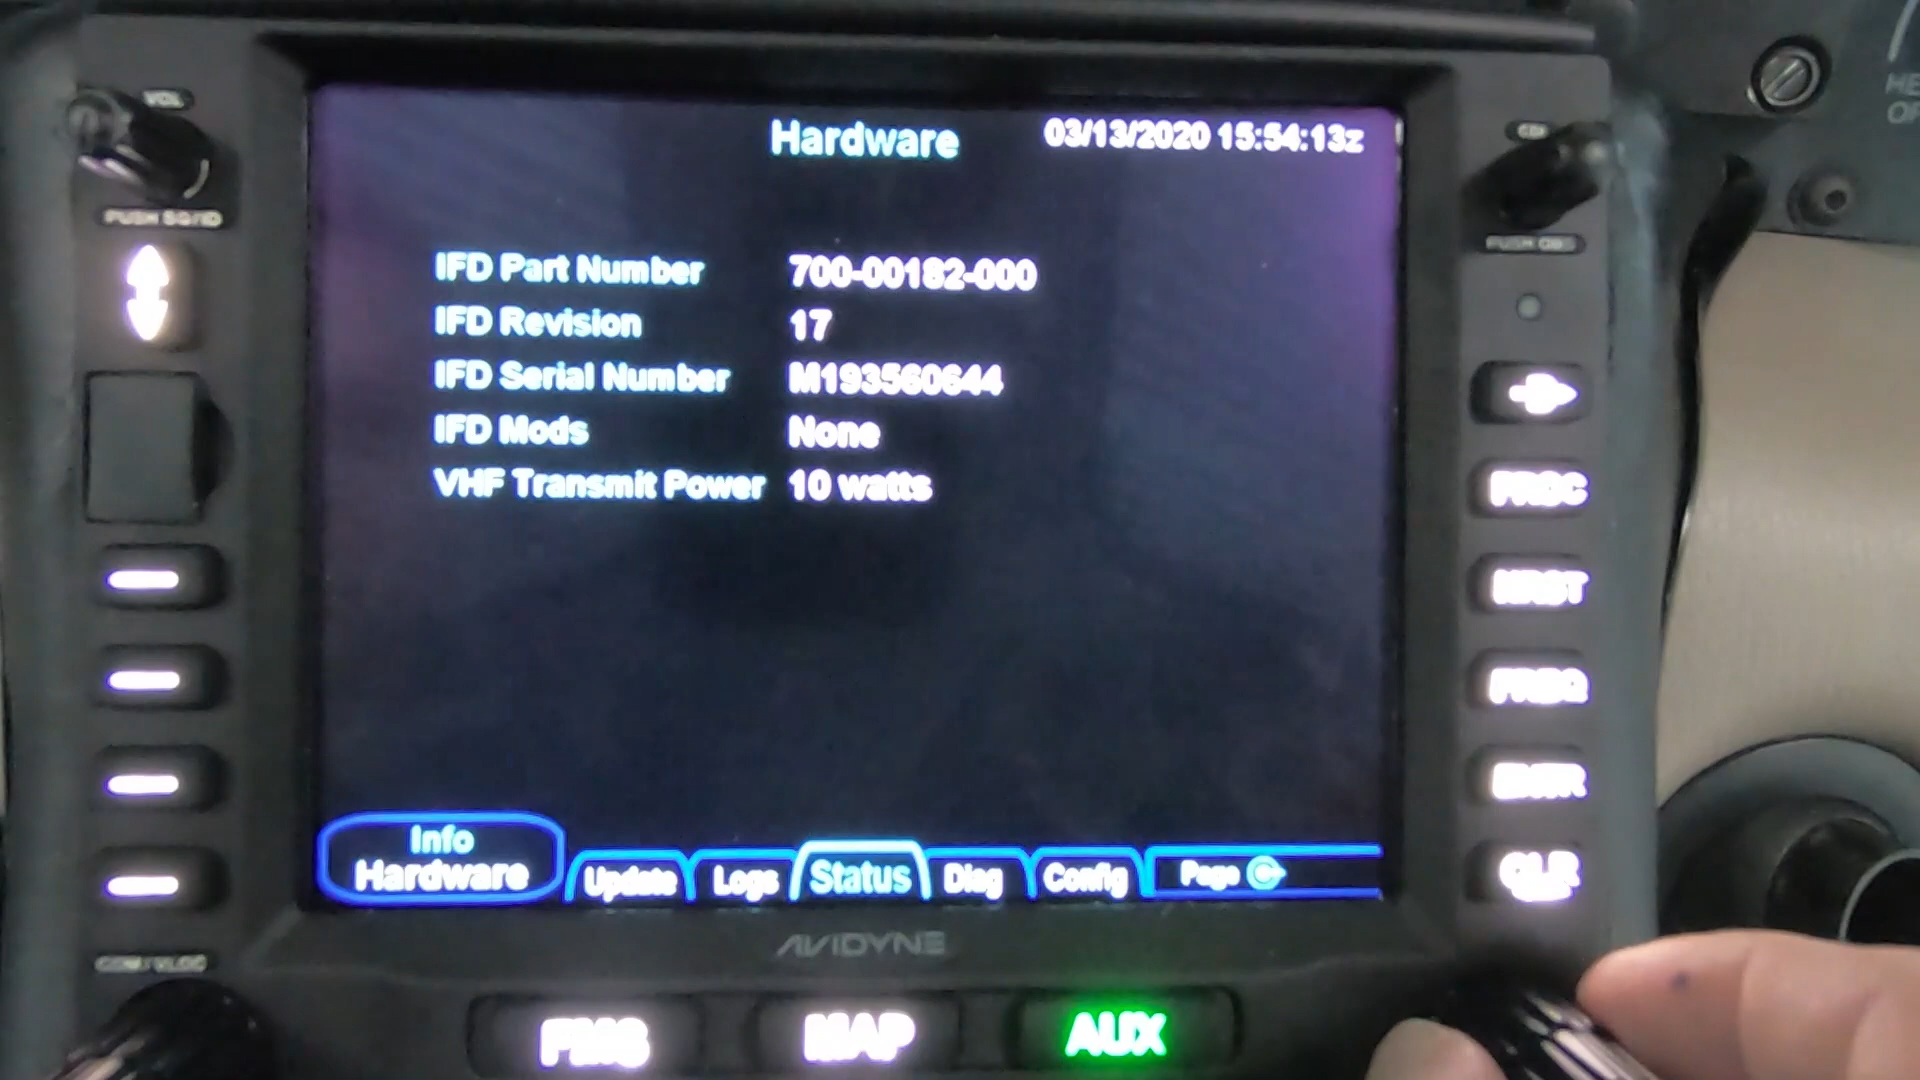 VOL
CDI
Hardware 03/13/2020 15:54:13z
PUSH SQ/ID
PUSH OBS
IFD Part Number 700-00182-000
IFD Revision 17
IFD Serial Number M193560644
IFD Mods None
VHF Transmit Power 10 watts
PROC
NRST
FREQ
ENTR
CLR
Info
Hardware
Update Logs Status Diag Config Page
AVIDYNE
COM/VLOC
FMS MAP AUX